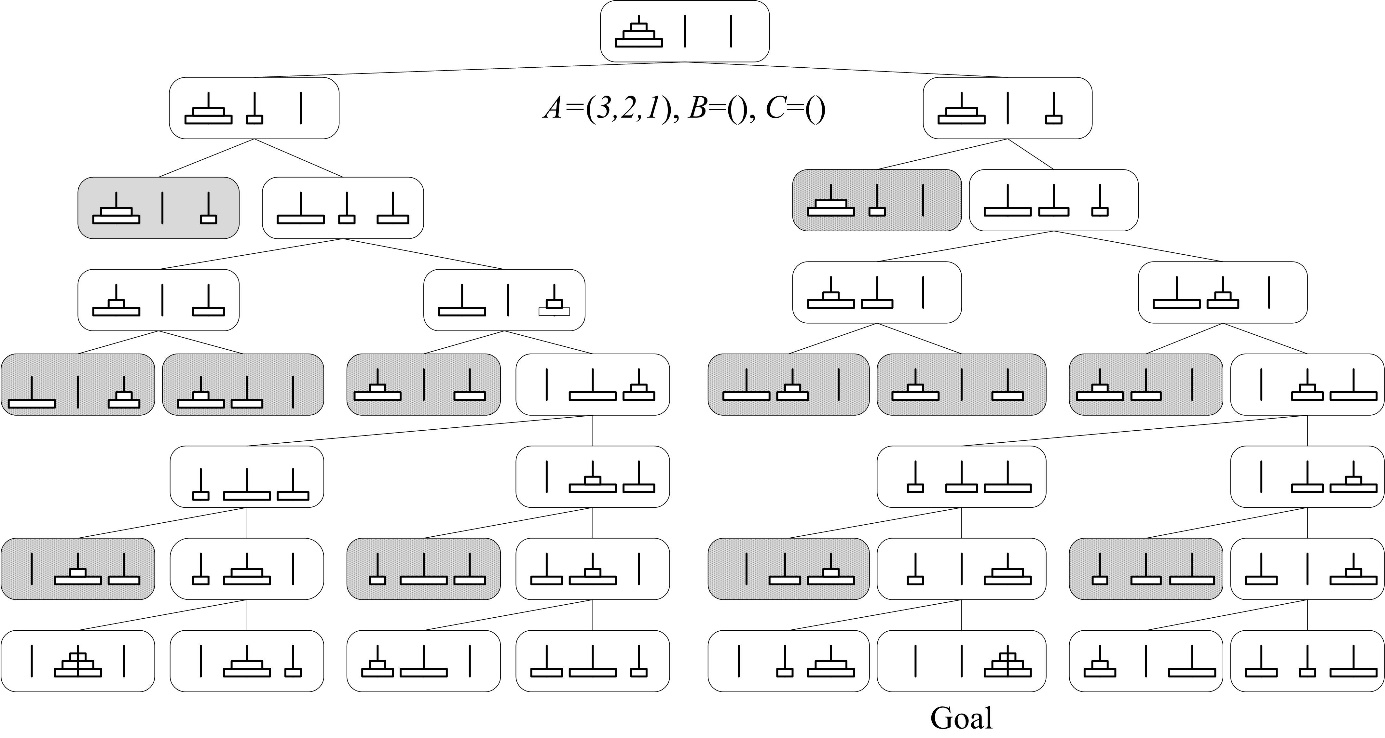 A=(3,2,1), B=(), C=()
Goal